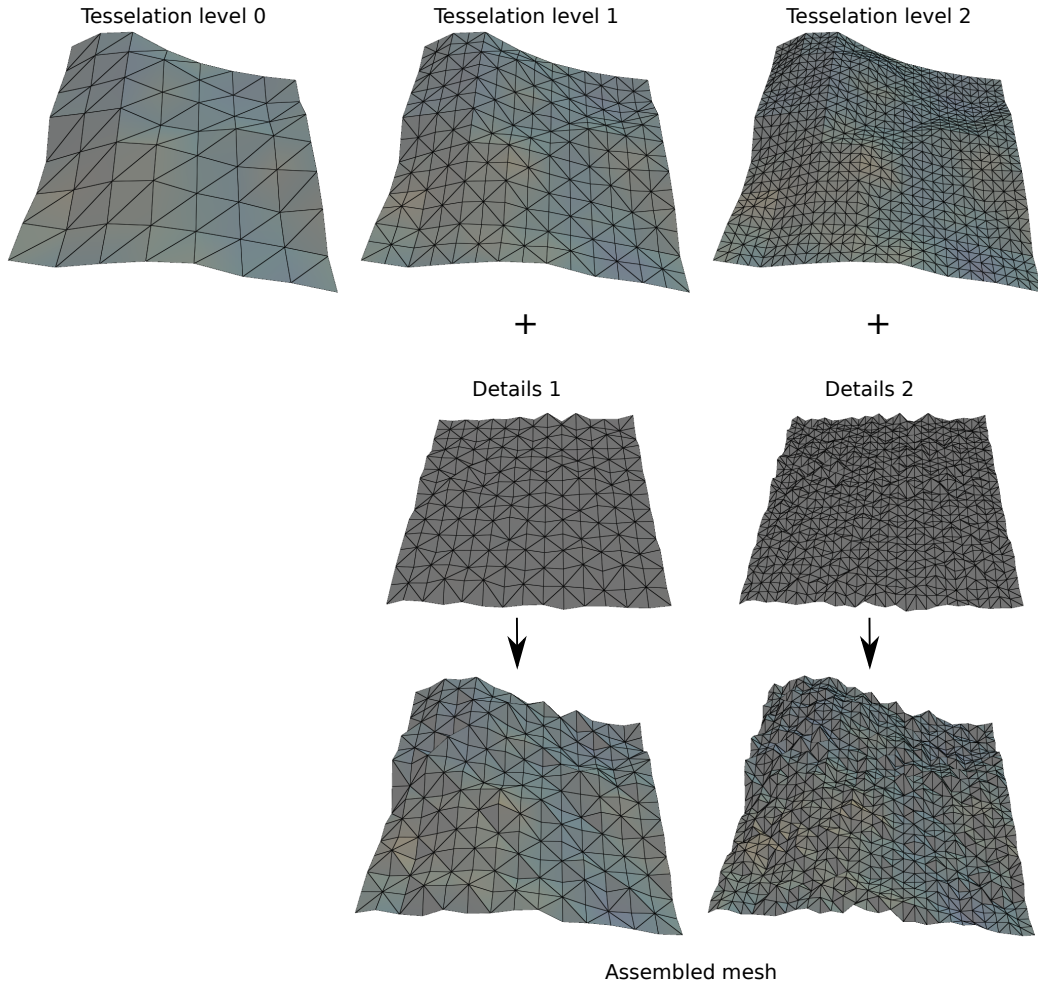 Tesselation level 0
Tesselation level 1
Tesselation level 2
+
+
Details 1
Details 2
Assembled mesh